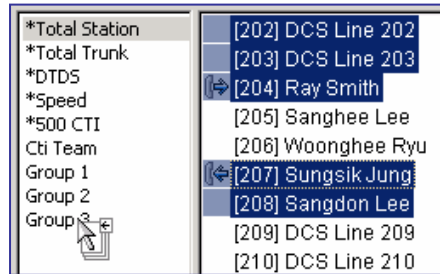 *Total Station
*Total Trunk
*DTDS
*Speed
*500 CTI
Cti Team
Group 1
Group 2
Group 3
[202] DCS Line 202
[203] DCS Line 203
[204] Ray Smith
[205] Sanghee Lee
[206] Woonghee Ryu
[207] Sungsik Jung
[208] Sangdon Lee
[209] DCS Line 209
[210] DCS Line 210